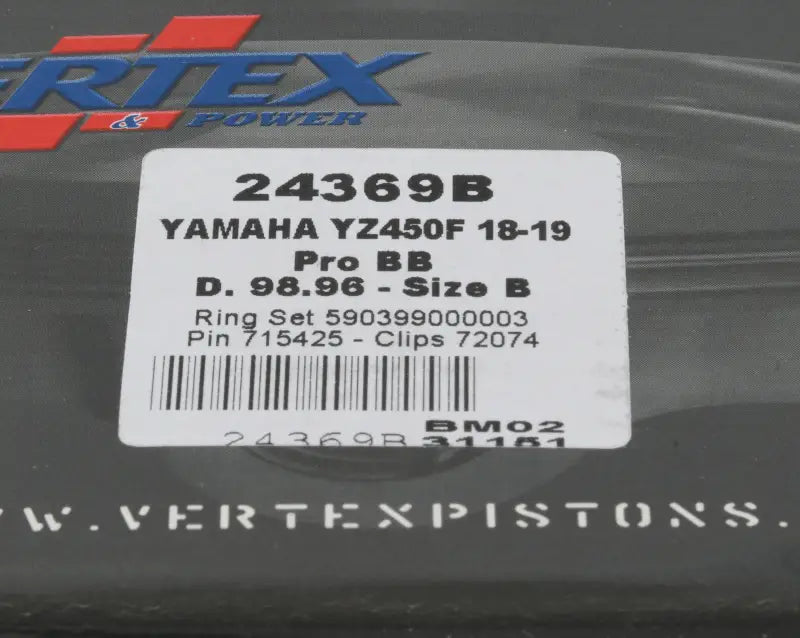 ERTEX
& POWER
24369B
YAMAHA YZ450F 18-19
Pro BB
D. 98.96 - Size B
Ring Set 590399000003
Pin 715425 - Clips 72074
BM02
24369B 31151
W.VERTEXPISTONS.